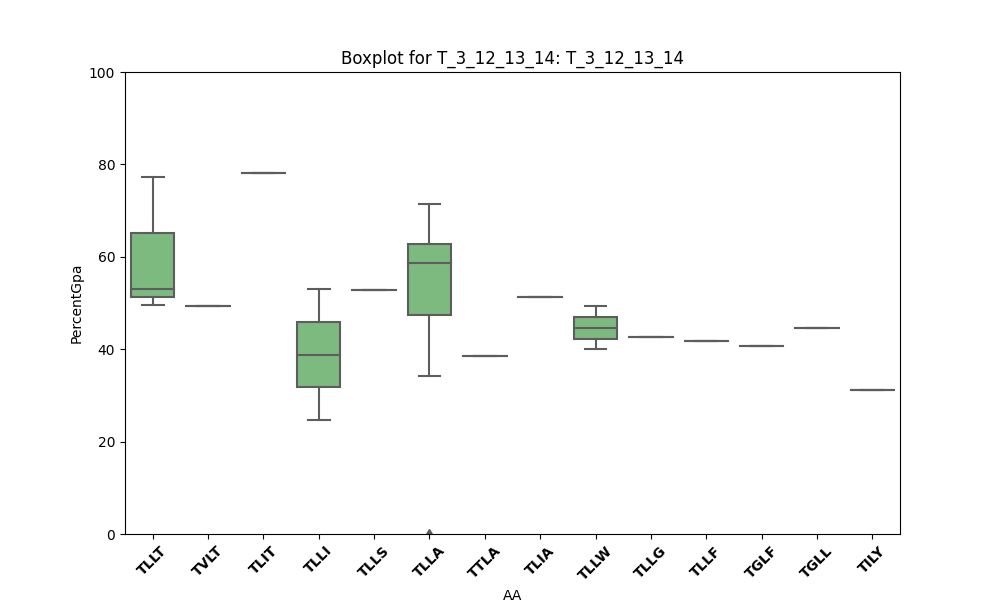 Boxplot for T_3_12_13_14: T_3_12_13_14
100
80
60
40
20
0
PercentGpa
TLLT TVLT TLIT TLLI TLLS TLLA TTLA TLIA TLLW TLLG TLLF TGLF TGLL TILY
AA